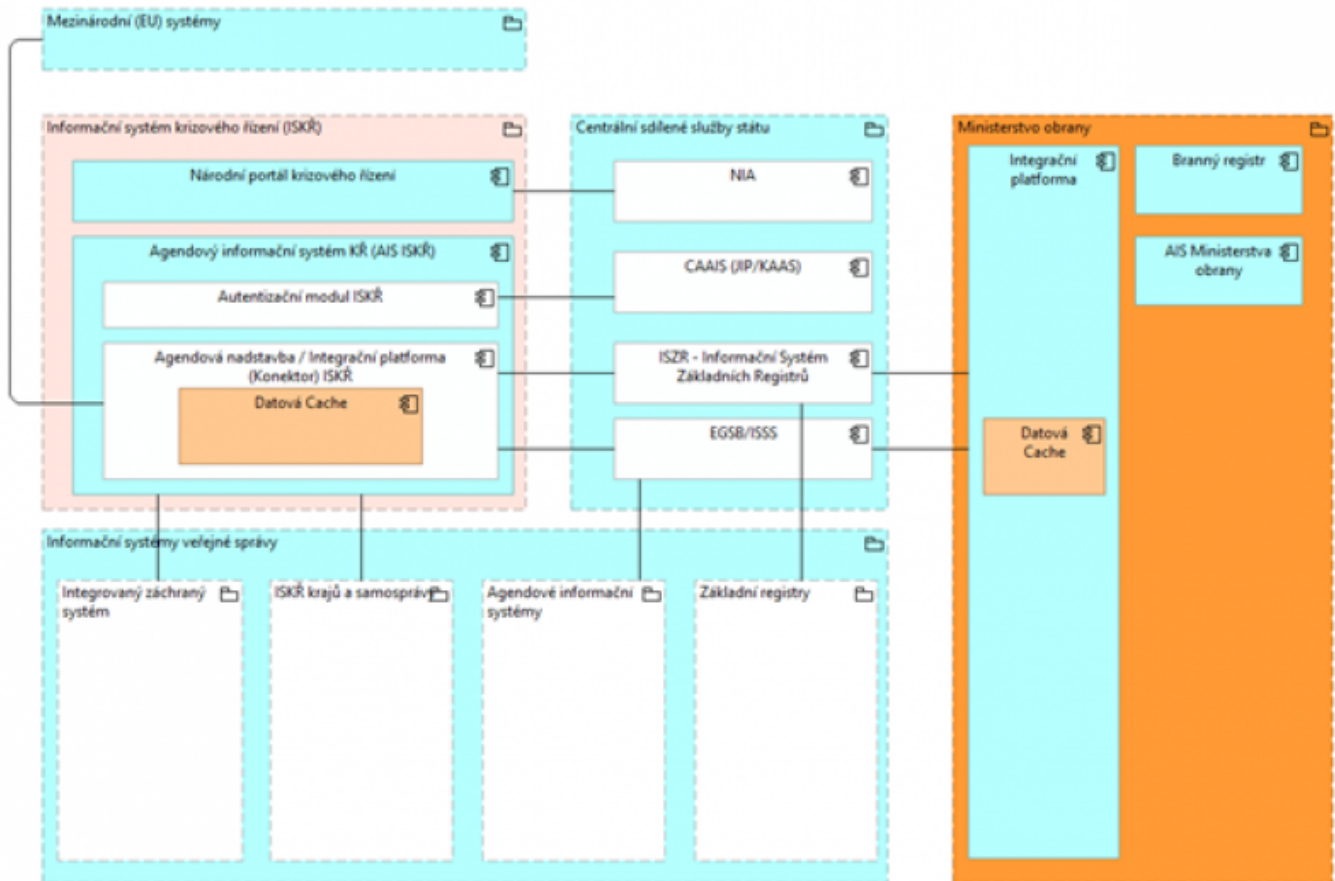 Mezinárodní (EU) systémy
Informační systém krizového řízení (ISKŘ)
Národní portál krizového řízení
Agendový informační systém KŘ (AIS ISKŘ)
Autentizační modul ISKŘ
Agendová nadstavba / Integrační platforma
(Konektor) ISKŘ
Datová Cache
Centrální sdílené služby státu
NIA
CAAIS (JIP/KAAS)
ISZR - Informační Systém
Základních Registrů
EGSB/ISSS
Ministerstvo obrany
Integrační
platforma
Datová
Cache
Branný registr
AIS Ministerstva
obrany
Informační systémy veřejné správy
Integrovaný záchraný
systém
ISKŘ krajů a samosprávy
Agendové informační
systémy
Základní registry